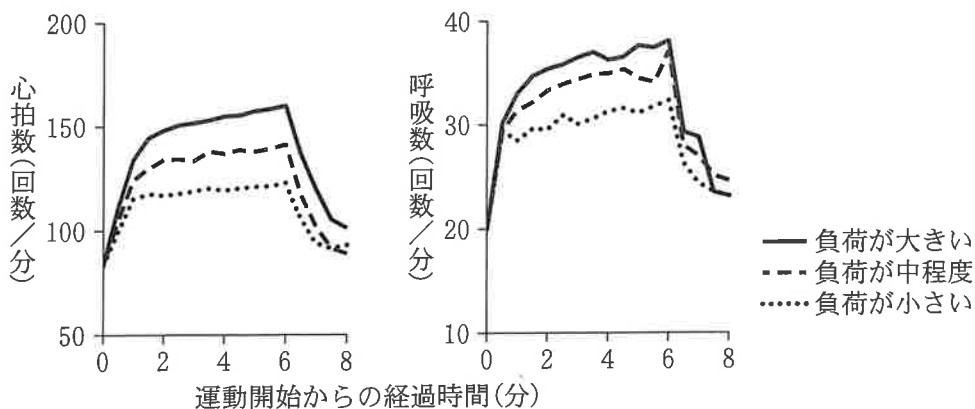 200
150
100
50
心拍数(回数/分)
0 2 4 6 8
40
30
20
10
呼吸数(回数/分)
0 2 4 6 8
運動開始からの経過時間(分)
負荷が大きい
負荷が中程度
負荷が小さい